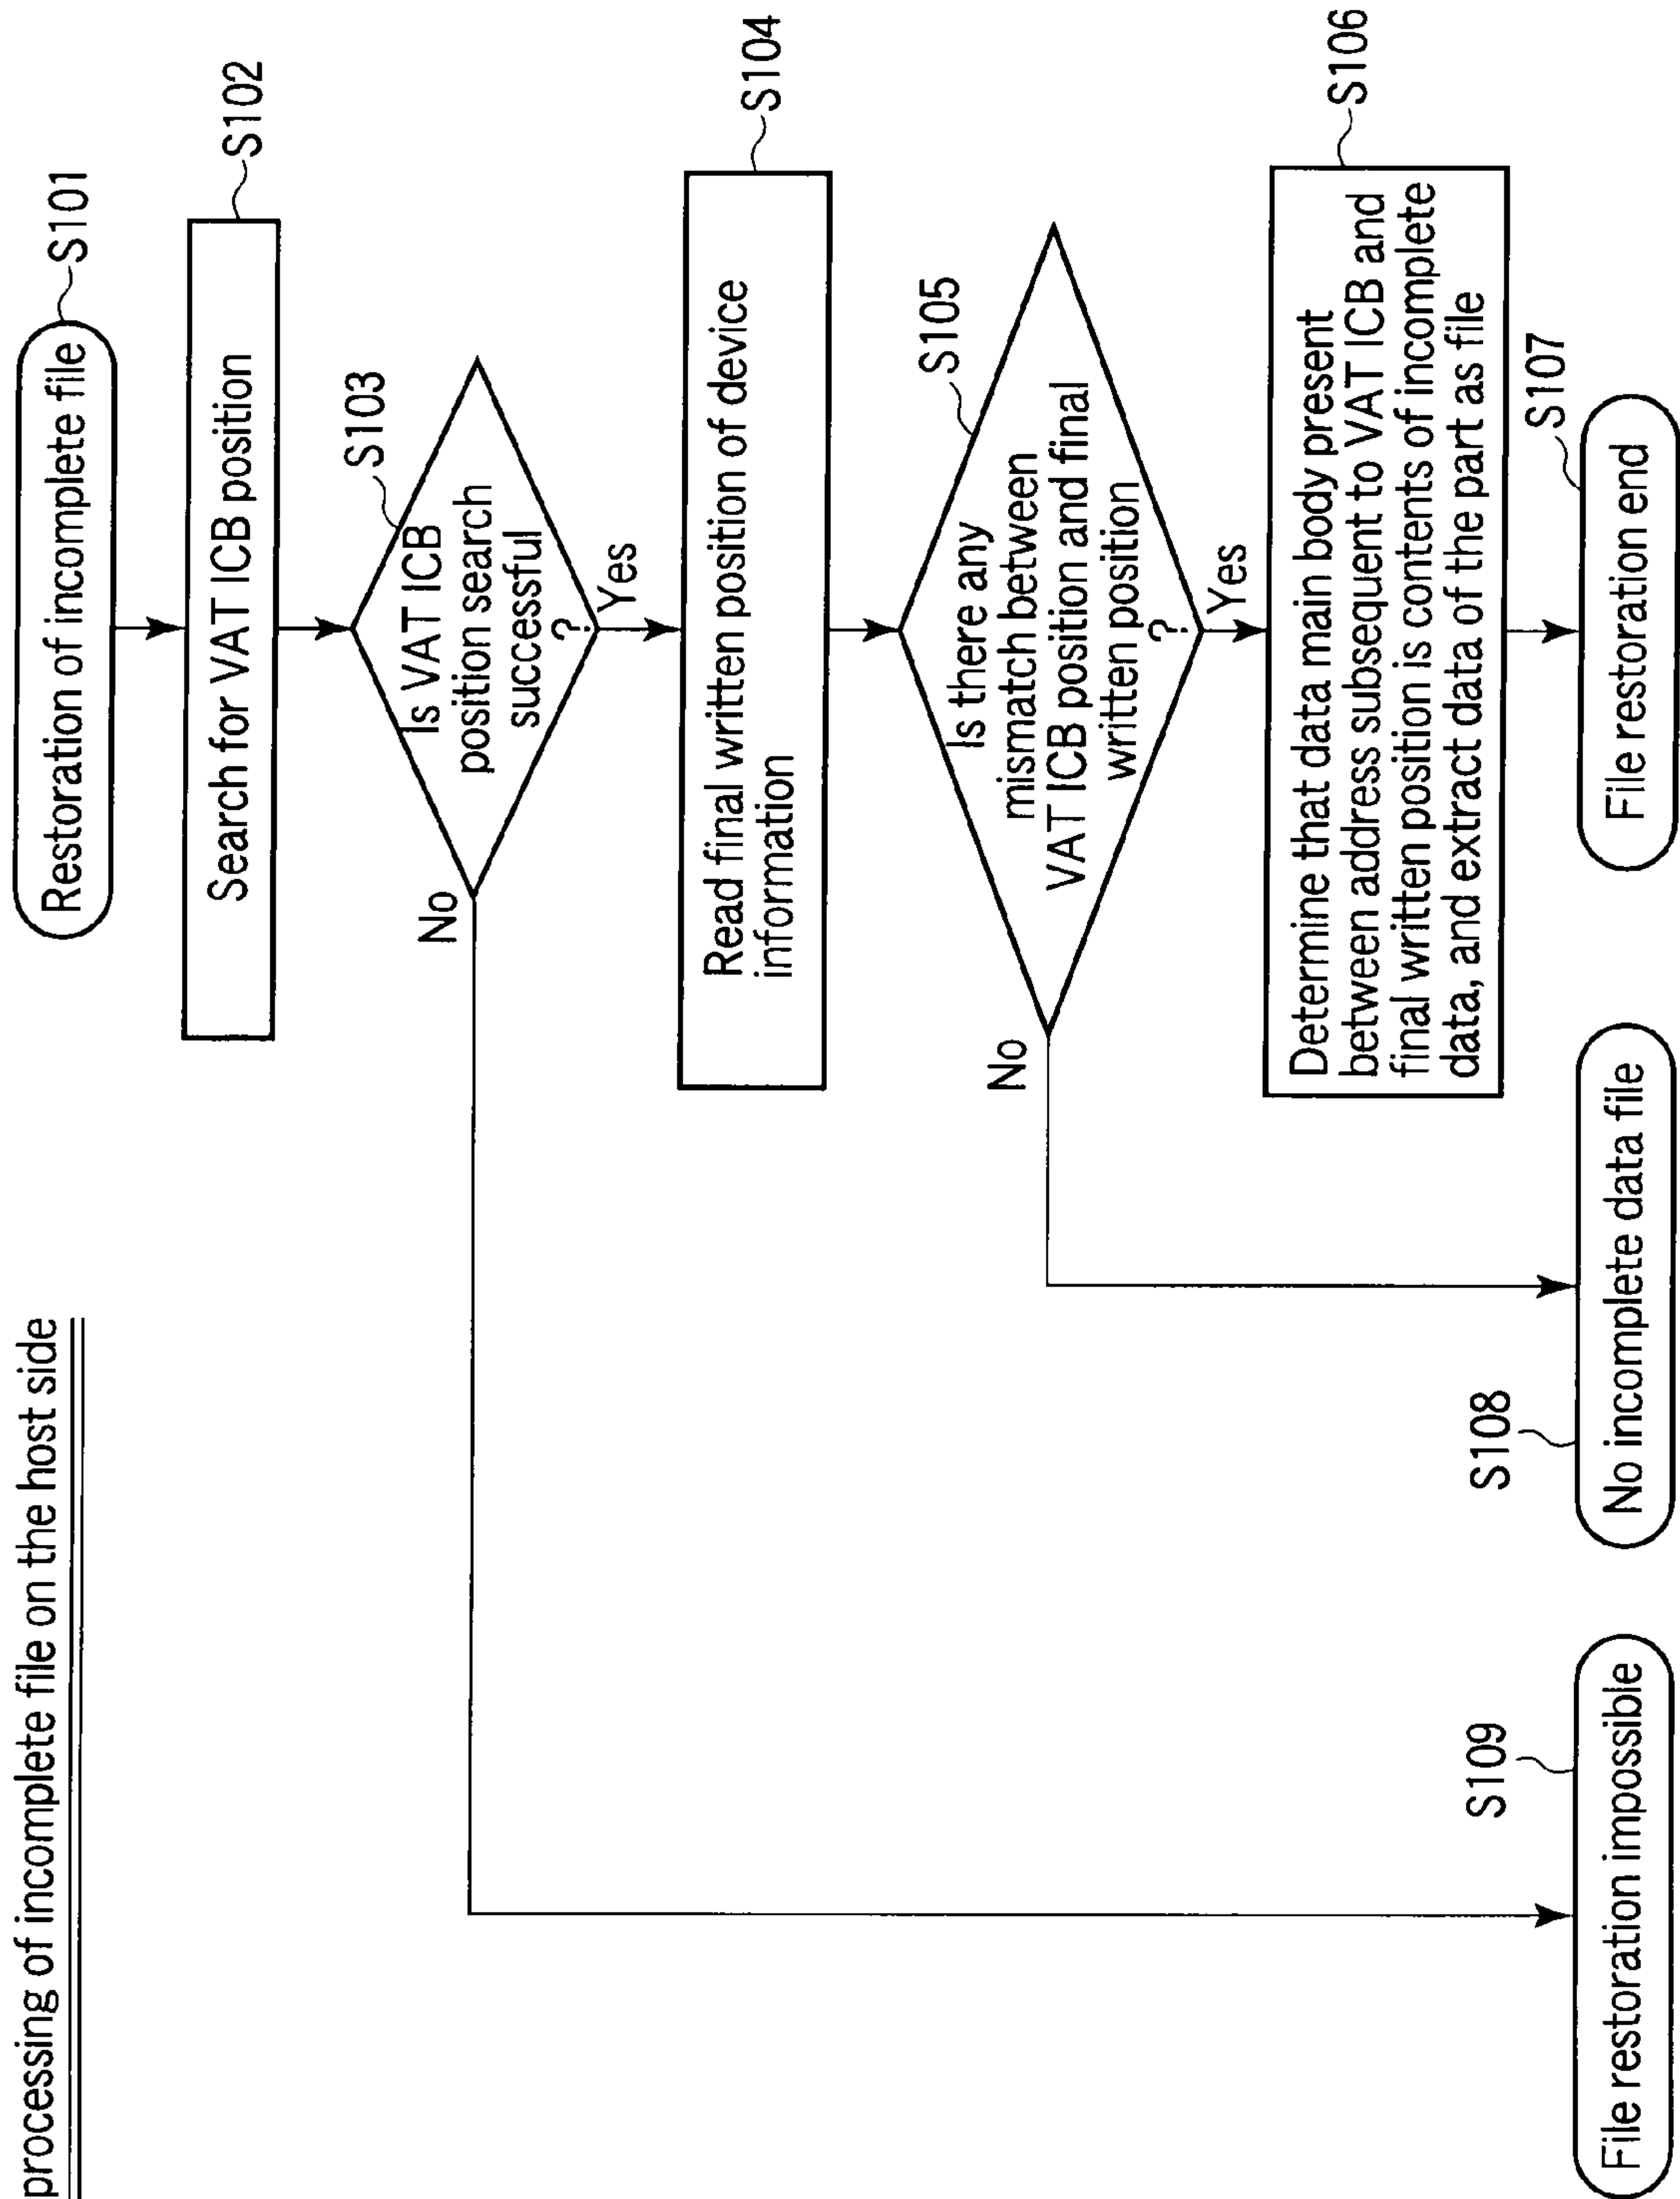 processing of incomplete file on the host side
Restoration of incomplete file
S101
Search for VAT ICB position
S102
Is VAT ICB
position search
successful
?
S103
No
Yes
Read final written position of device
information
S104
Is there any
mismatch between
VAT ICB position and final
written position
?
S105
No
Yes
Determine that data main body present
between address subsequent to VAT ICB and
final written position is contents of incomplete
data, and extract data of the part as file
S106
S109
File restoration impossible
S108
No incomplete data file
S107
File restoration end